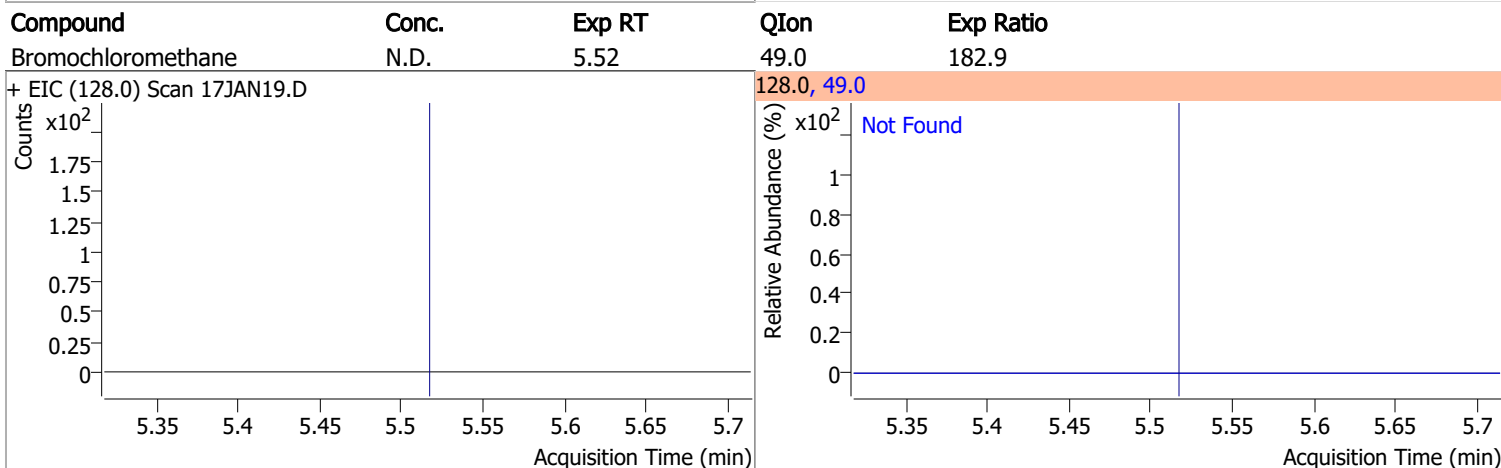 Compound Conc. Exp RT QIon Exp Ratio
Bromochloromethane N.D. 5.52 49.0 182.9
+ EIC (128.0) Scan 17JAN19.D
Counts
x10²
1.75
1.5
1.25
1
0.75
0.5
0.25
0
5.35 5.4 5.45 5.5 5.55 5.6 5.65 5.7
Acquisition Time (min)
128.0, 49.0
Relative Abundance (%)
x10²
Not Found
1
0.8
0.6
0.4
0.2
0
5.35 5.4 5.45 5.5 5.55 5.6 5.65 5.7
Acquisition Time (min)